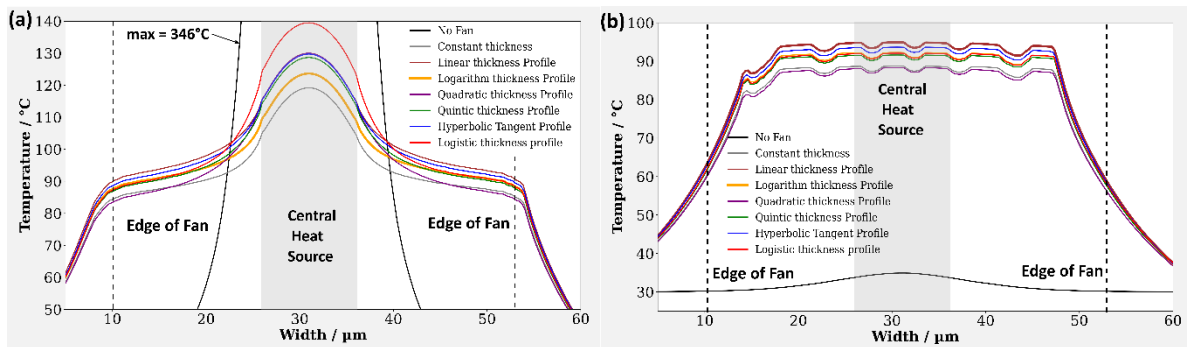 (a)
140
130
120
110
100
90
80
70
60
50
Temperature / °C
max = 346°C
No Fan
Constant thickness
Linear thickness Profile
Logarithm thickness Profile
Quadratic thickness Profile
Quintic thickness Profile
Hyperbolic Tangent Profile
Logistic thickness profile
Edge of Fan
Central
Heat
Source
Edge of Fan
10
20
30
40
50
60
Width / μm
(b)
100
90
80
70
60
50
40
30
Temperature / °C
Central
Heat
Source
No Fan
Constant thickness
Linear thickness Profile
Logarithm thickness Profile
Quadratic thickness Profile
Quintic thickness Profile
Hyperbolic Tangent Profile
Logistic thickness profile
Edge of Fan
Edge of Fan
10
20
30
40
50
60
Width / μm